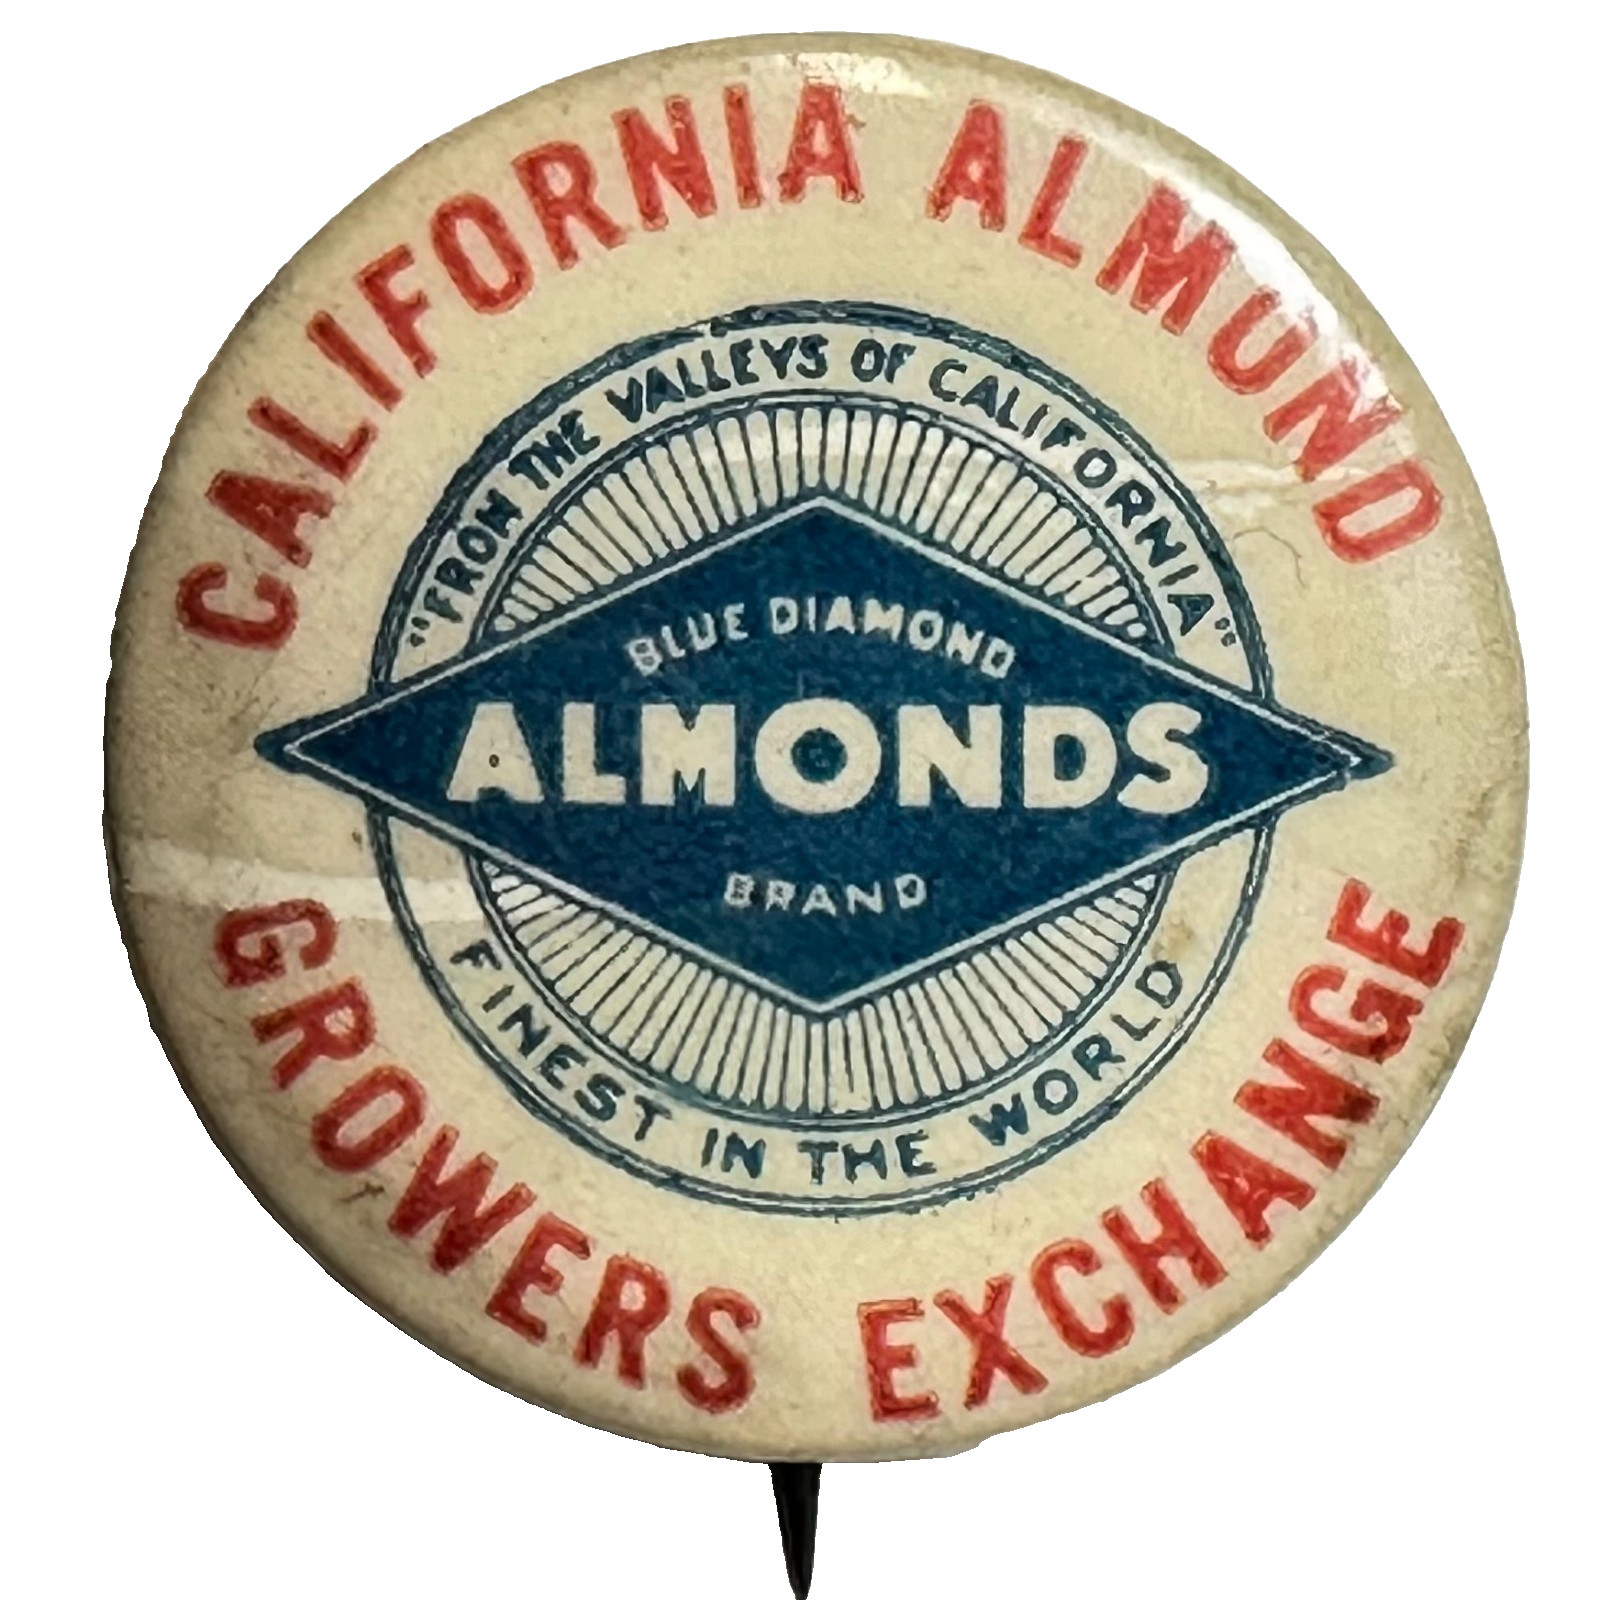 CALIFORNIA ALMOND
"FROM THE VALLEYS OF CALIFORNIA"
BLUE DIAMOND
ALMONDS
BRAND
FINEST IN THE WORLD
GROWERS EXCHANGE